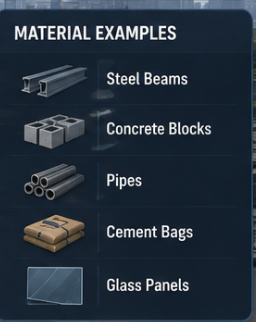 MATERIAL EXAMPLES
Steel Beams
Concrete Blocks
Pipes
Cement Bags
Glass Panels